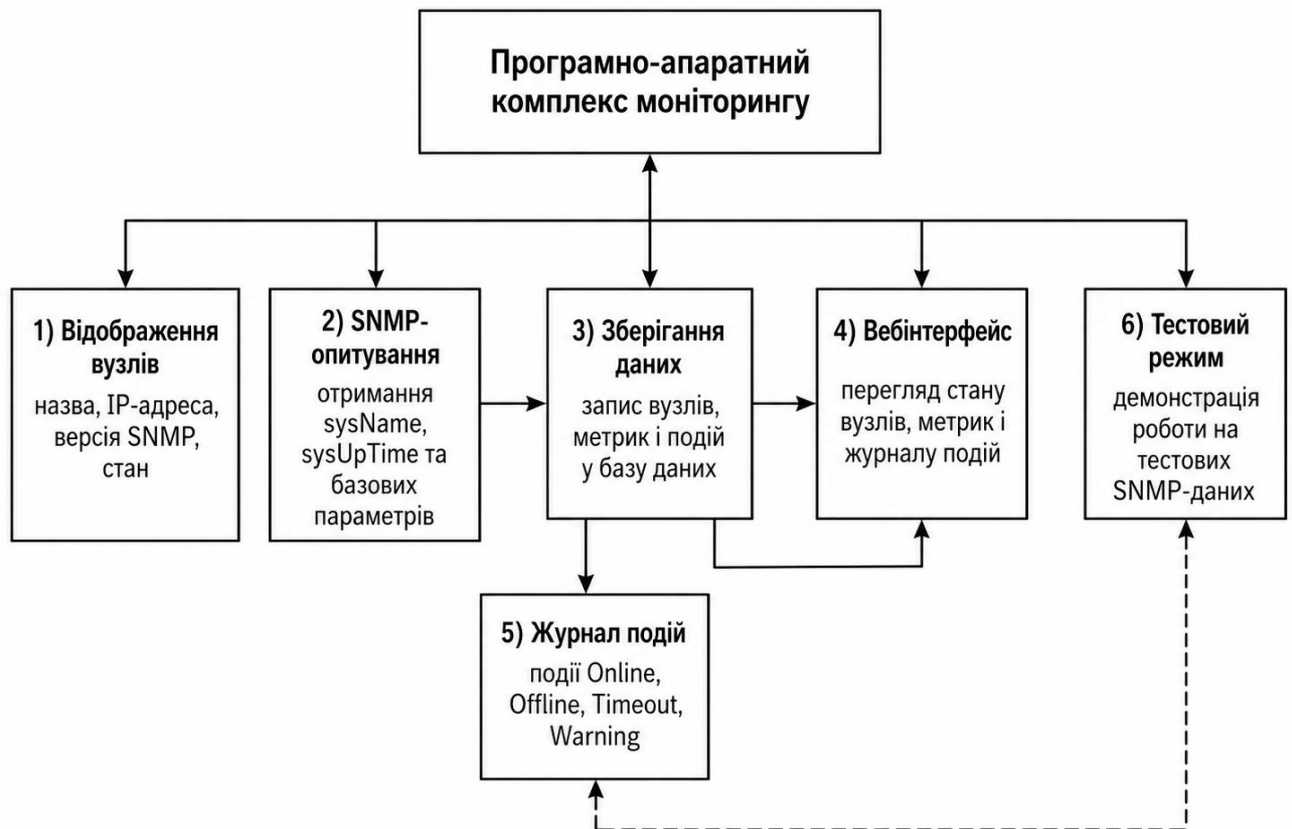 Програмно-апаратний
комплекс моніторингу
1) Відображення
вузлів
назва, IP-адреса,
версія SNMP,
стан
2) SNMP-
опитування
отримання
sysName,
sysUpTime та
базових
параметрів
3) Зберігання
даних
запис вузлів,
метрик і подій
у базу даних
4) Вебінтерфейс
перегляд стану
вузлів, метрик і
журналу подій
6) Тестовий
режим
демонстрація
роботи на
тестових
SNMP-даних
5) Журнал подій
події Online,
Offline, Timeout,
Warning